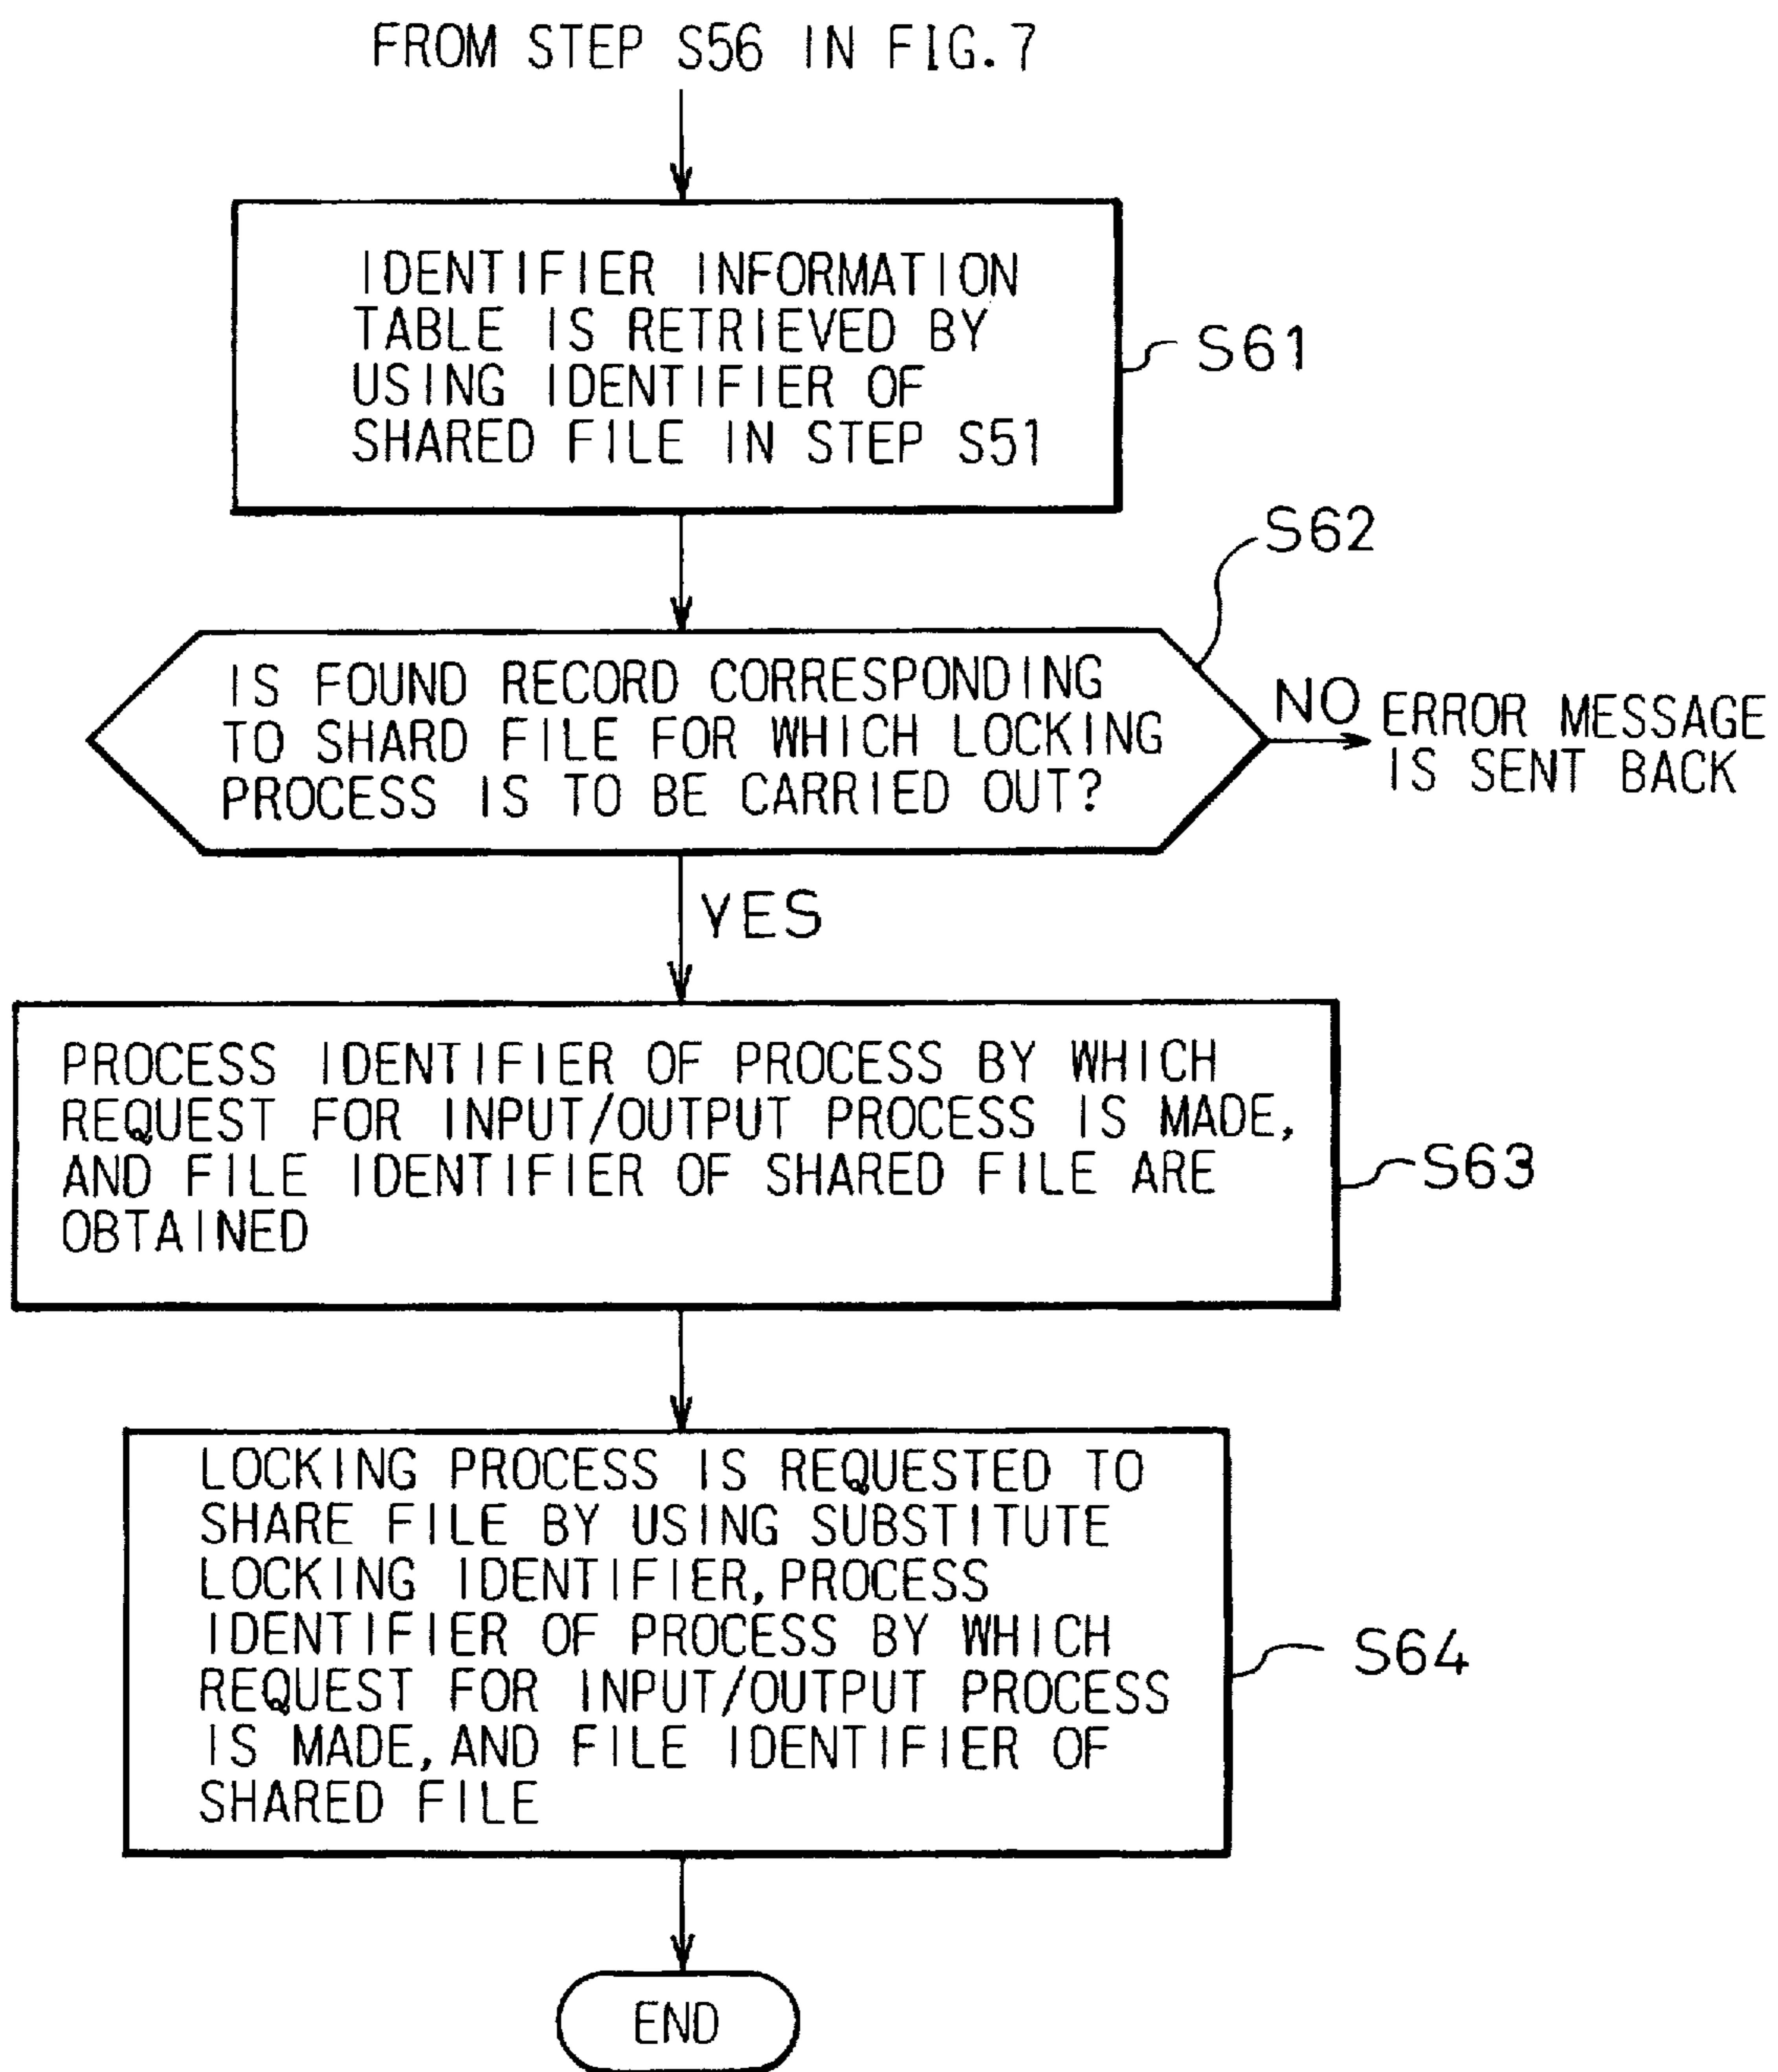 FROM STEP S56 IN FIG.7
IDENTIFIER INFORMATION
TABLE IS RETRIEVED BY
USING IDENTIFIER OF
SHARED FILE IN STEP S51
S61
S62
IS FOUND RECORD CORRESPONDING
TO SHARD FILE FOR WHICH LOCKING
PROCESS IS TO BE CARRIED OUT?
NO
ERROR MESSAGE
IS SENT BACK
YES
PROCESS IDENTIFIER OF PROCESS BY WHICH
REQUEST FOR INPUT/OUTPUT PROCESS IS MADE,
AND FILE IDENTIFIER OF SHARED FILE ARE
OBTAINED
S63
LOCKING PROCESS IS REQUESTED TO
SHARE FILE BY USING SUBSTITUTE
LOCKING IDENTIFIER, PROCESS
IDENTIFIER OF PROCESS BY WHICH
REQUEST FOR INPUT/OUTPUT PROCESS
IS MADE, AND FILE IDENTIFIER OF
SHARED FILE
S64
END